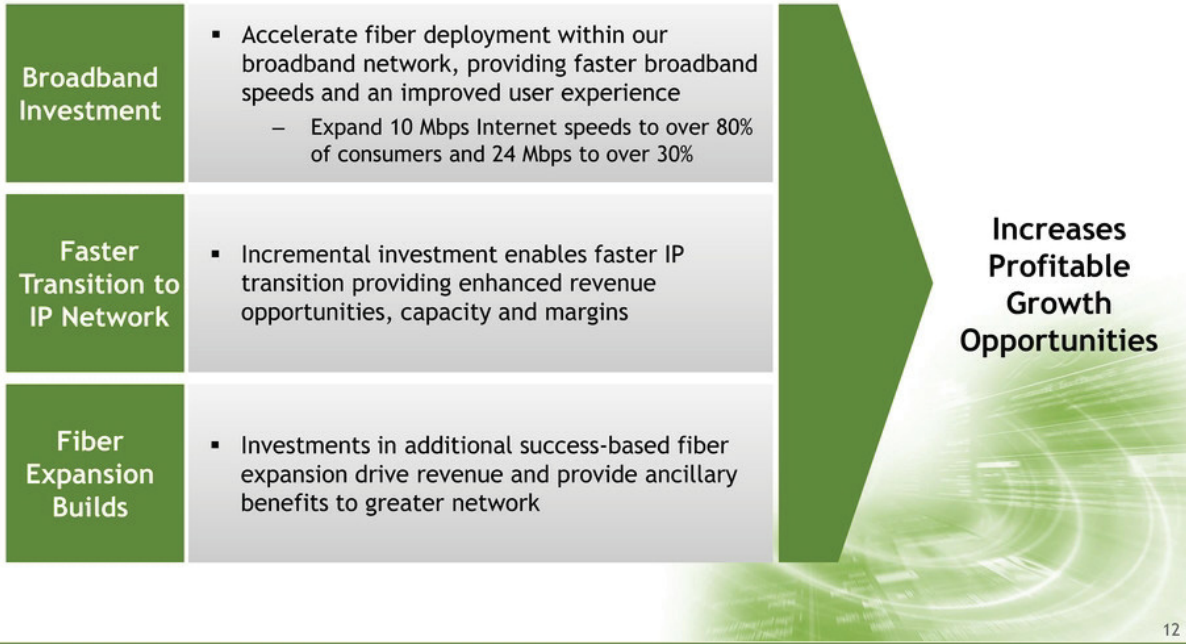 Broadband
Investment
▪ Accelerate fiber deployment within our
broadband network, providing faster broadband
speeds and an improved user experience
– Expand 10 Mbps Internet speeds to over 80%
of consumers and 24 Mbps to over 30%
Faster
Transition to
IP Network
▪ Incremental investment enables faster IP
transition providing enhanced revenue
opportunities, capacity and margins
Fiber
Expansion
Builds
▪ Investments in additional success-based fiber
expansion drive revenue and provide ancillary
benefits to greater network
Increases
Profitable
Growth
Opportunities
12